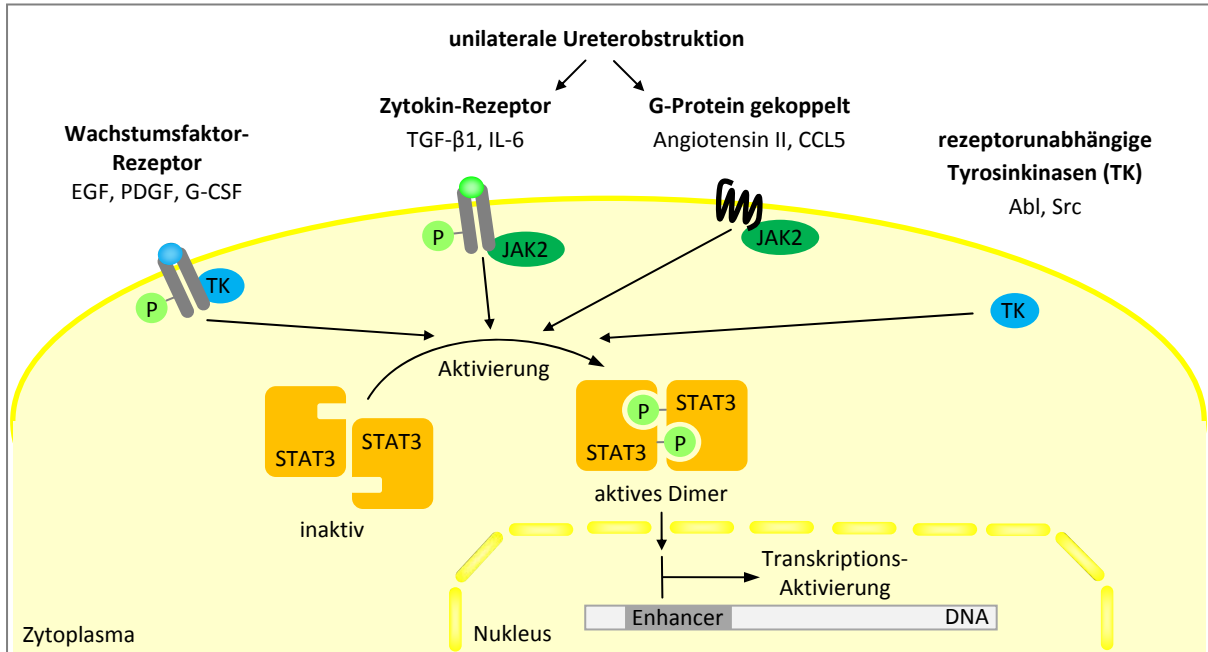 unilaterale Ureterobstruktion
Zytokin-Rezeptor
TGF-β1, IL-6
G-Protein gekoppelt
Angiotensin II, CCL5
Wachstumsfaktor-
Rezeptor
EGF, PDGF, G-CSF
rezeptorunabhängige
Tyrosinkinasen (TK)
Abl, Src
P
JAK2
JAK2
P
TK
TK
Aktivierung
STAT3
STAT3
inaktiv
P
STAT3
STAT3
P
aktives Dimer
Transkriptions-
Aktivierung
Enhancer
DNA
Zytoplasma
Nukleus